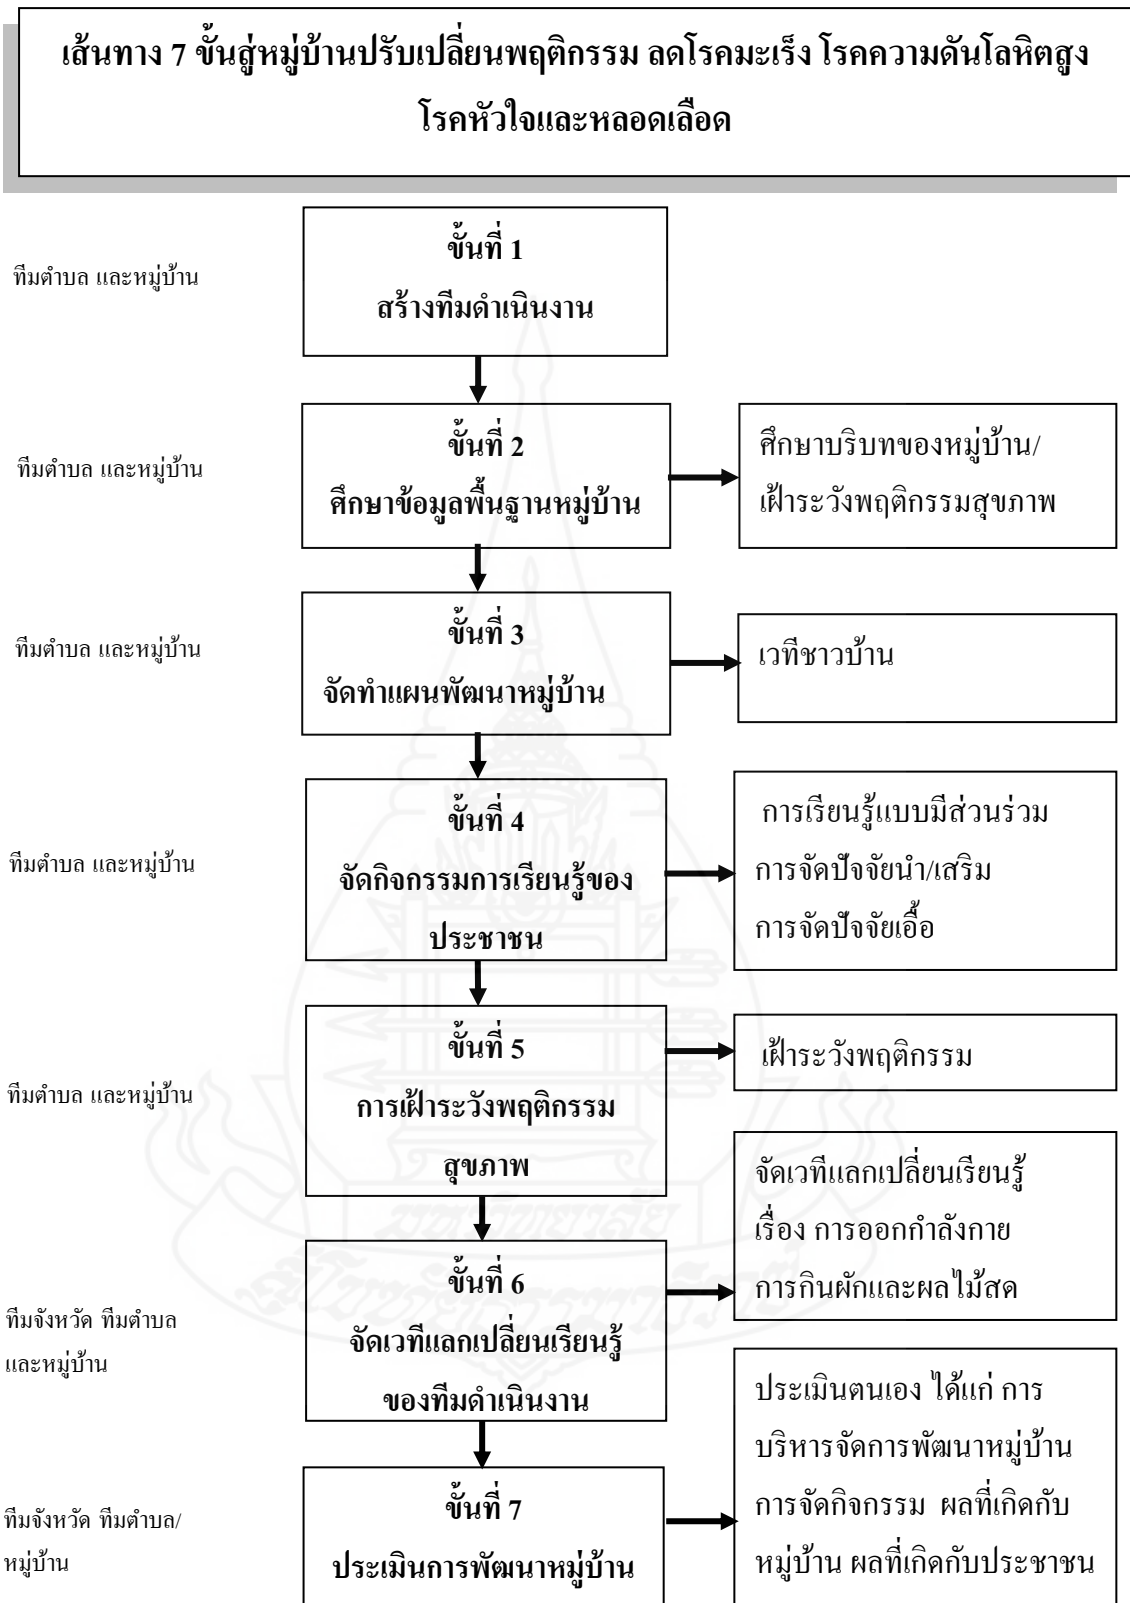 เส้นทาง 7 ขั้นสู่หมู่บ้านปรับเปลี่ยนพฤติกรรม ลดโรคมะเร็ง โรคความดันโลหิตสูง
โรคหัวใจและหลอดเลือด
ทีมตำบล และหมู่บ้าน
ขั้นที่ 1
สร้างทีมดำเนินงาน
ทีมตำบล และหมู่บ้าน
ขั้นที่ 2
ศึกษาข้อมูลพื้นฐานหมู่บ้าน
ศึกษาบริบทของหมู่บ้าน/
เฝ้าระวังพฤติกรรมสุขภาพ
ทีมตำบล และหมู่บ้าน
ขั้นที่ 3
จัดทำแผนพัฒนาหมู่บ้าน
เวทีชาวบ้าน
ทีมตำบล และหมู่บ้าน
ขั้นที่ 4
จัดกิจกรรมการเรียนรู้ของ
ประชาชน
การเรียนรู้แบบมีส่วนร่วม
การจัดปัจจัยนำ/เสริม
การจัดปัจจัยเอื้อ
ทีมตำบล และหมู่บ้าน
ขั้นที่ 5
การเฝ้าระวังพฤติกรรม
สุขภาพ
เฝ้าระวังพฤติกรรม
ทีมจังหวัด ทีมตำบล
และหมู่บ้าน
ขั้นที่ 6
จัดเวทีแลกเปลี่ยนเรียนรู้
ของทีมดำเนินงาน
จัดเวทีแลกเปลี่ยนเรียนรู้
เรื่อง การออกกำลังกาย
การกินผักและผลไม้สด
ทีมจังหวัด ทีมตำบล/
หมู่บ้าน
ขั้นที่ 7
ประเมินการพัฒนาหมู่บ้าน
ประเมินตนเอง ได้แก่ การ
บริหารจัดการพัฒนาหมู่บ้าน
การจัดกิจกรรม ผลที่เกิดกับ
หมู่บ้าน ผลที่เกิดกับประชาชน
มหาวิทยาลัย
สุโขทัยธรรมาธิราช